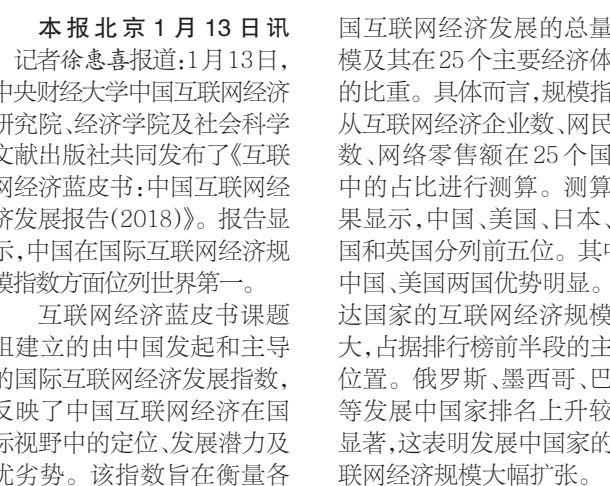 本报北京1月13日讯
记者徐惠喜报道:1月13日,
中央财经大学中国互联网经济
研究院、经济学院及社会科学
文献出版社共同发布了《互联
网经济蓝皮书:中国互联网经
济发展报告(2018)》。报告显
示,中国在国际互联网经济规
模指数方面位列世界第一。
互联网经济蓝皮书课题
组建立的由中国发起和主导
的国际互联网经济发展指数,
反映了中国互联网经济在国
际视野中的定位、发展潜力及
优劣势。该指数旨在衡量各
国互联网经济发展的总量
模及其在25个主要经济体
的比重。具体而言,规模指
从互联网经济企业数、网民
数、网络零售额在25个国
中的占比进行测算。测算
果显示,中国、美国、日本、
国和英国分列前五位。其中
中国、美国两国优势明显。
达国家的互联网经济规模
大,占据排行榜前半段的主
位置。俄罗斯、墨西哥、巴
等发展中国家排名上升较
显著,这表明发展中国家的
联网经济规模大幅扩张。